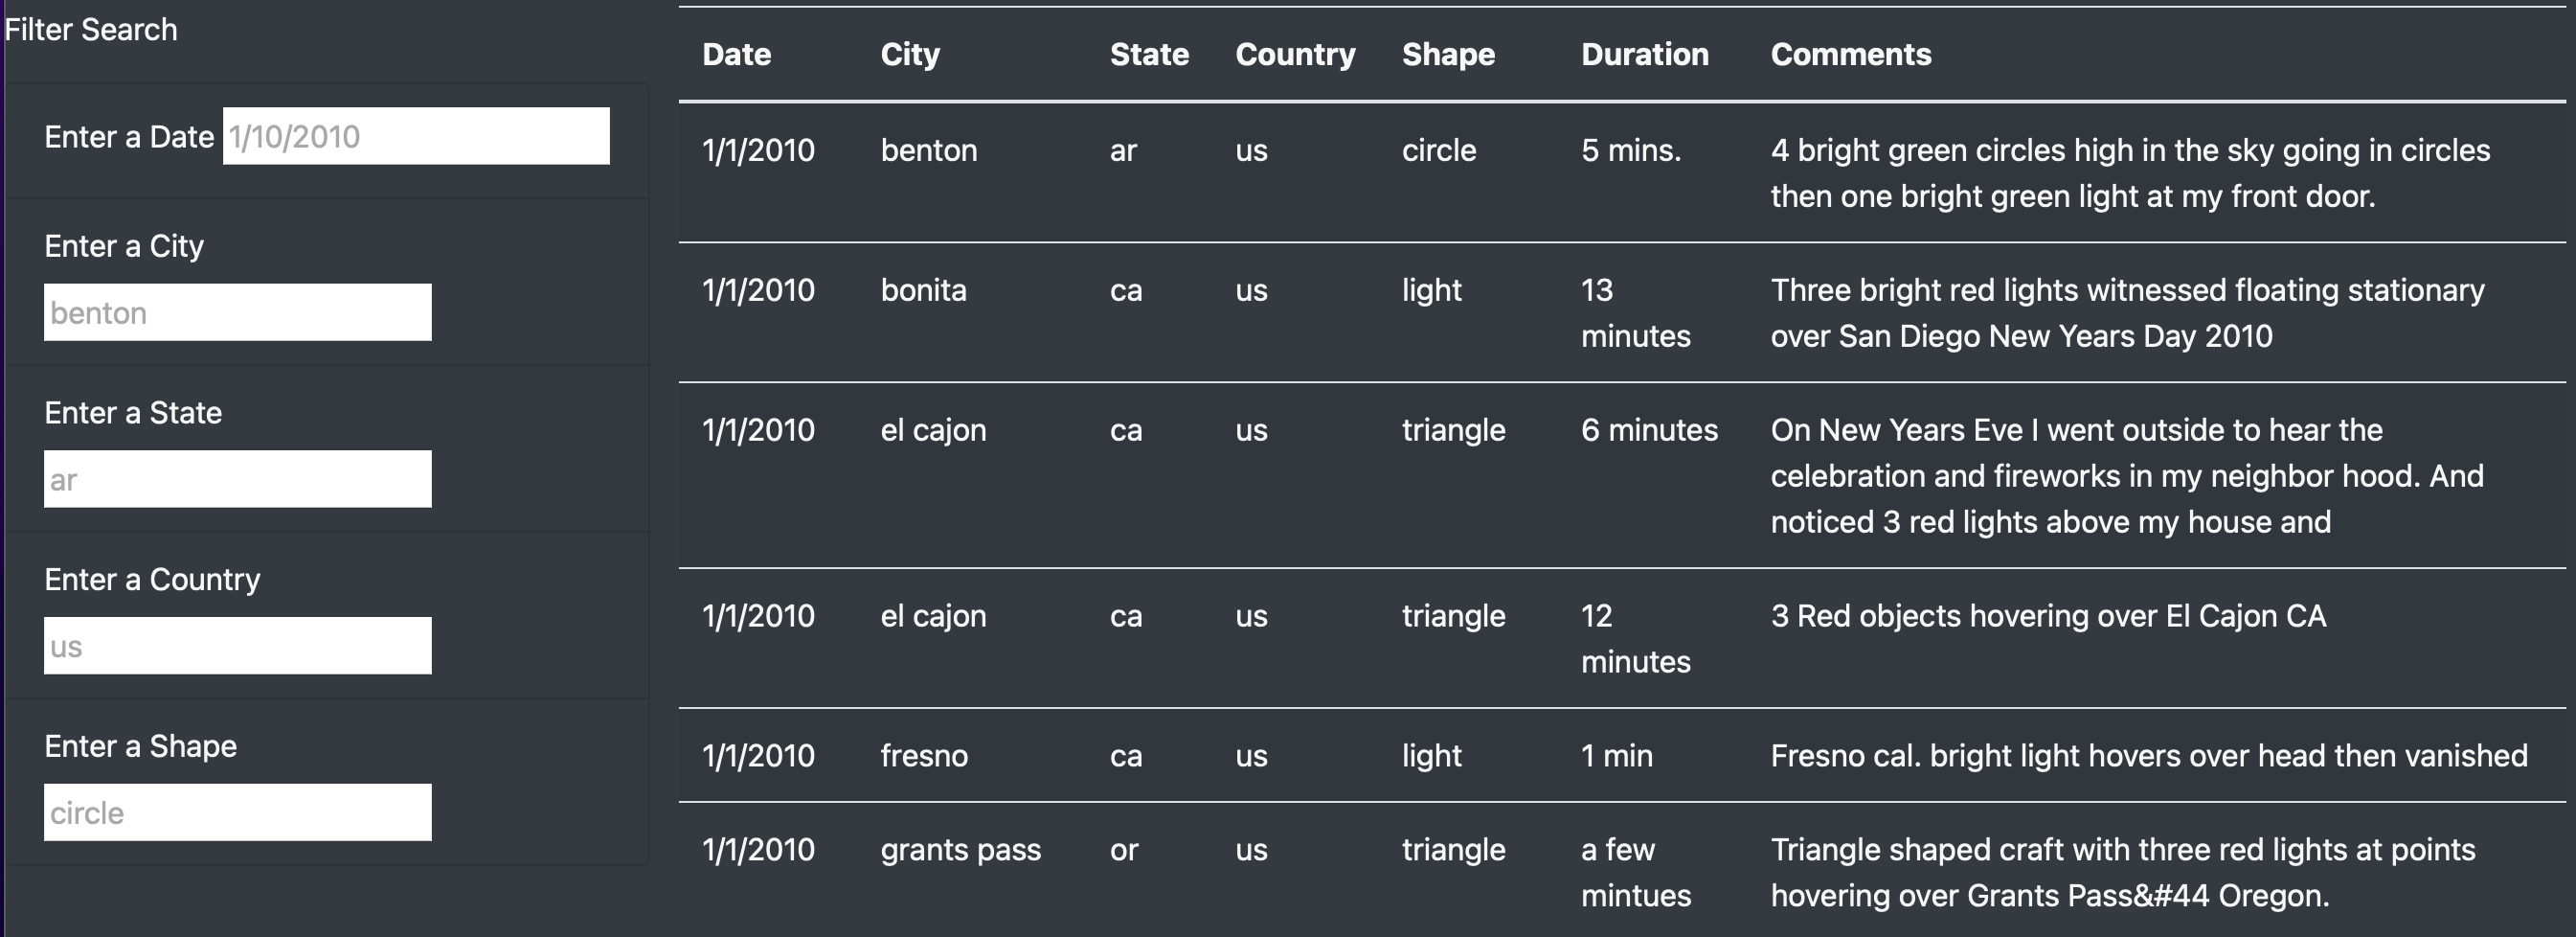 Filter Search
Enter a Date 1/10/2010
Enter a City
benton
Enter a State
ar
Enter a Country
us
Enter a Shape
circle
Date City State Country Shape Duration Comments
1/1/2010 benton ar us circle 5 mins. 4 bright green circles high in the sky going in circles
then one bright green light at my front door.
1/1/2010 bonita ca us light 13 Three bright red lights witnessed floating stationary
minutes over San Diego New Years Day 2010
1/1/2010 el cajon ca us triangle 6 minutes On New Years Eve I went outside to hear the
celebration and fireworks in my neighbor hood. And
noticed 3 red lights above my house and
1/1/2010 el cajon ca us triangle 12 3 Red objects hovering over El Cajon CA
minutes
1/1/2010 fresno ca us light 1 min Fresno cal. bright light hovers over head then vanished
1/1/2010 grants pass or us triangle a few Triangle shaped craft with three red lights at points
mintues hovering over Grants Pass&#44 Oregon.